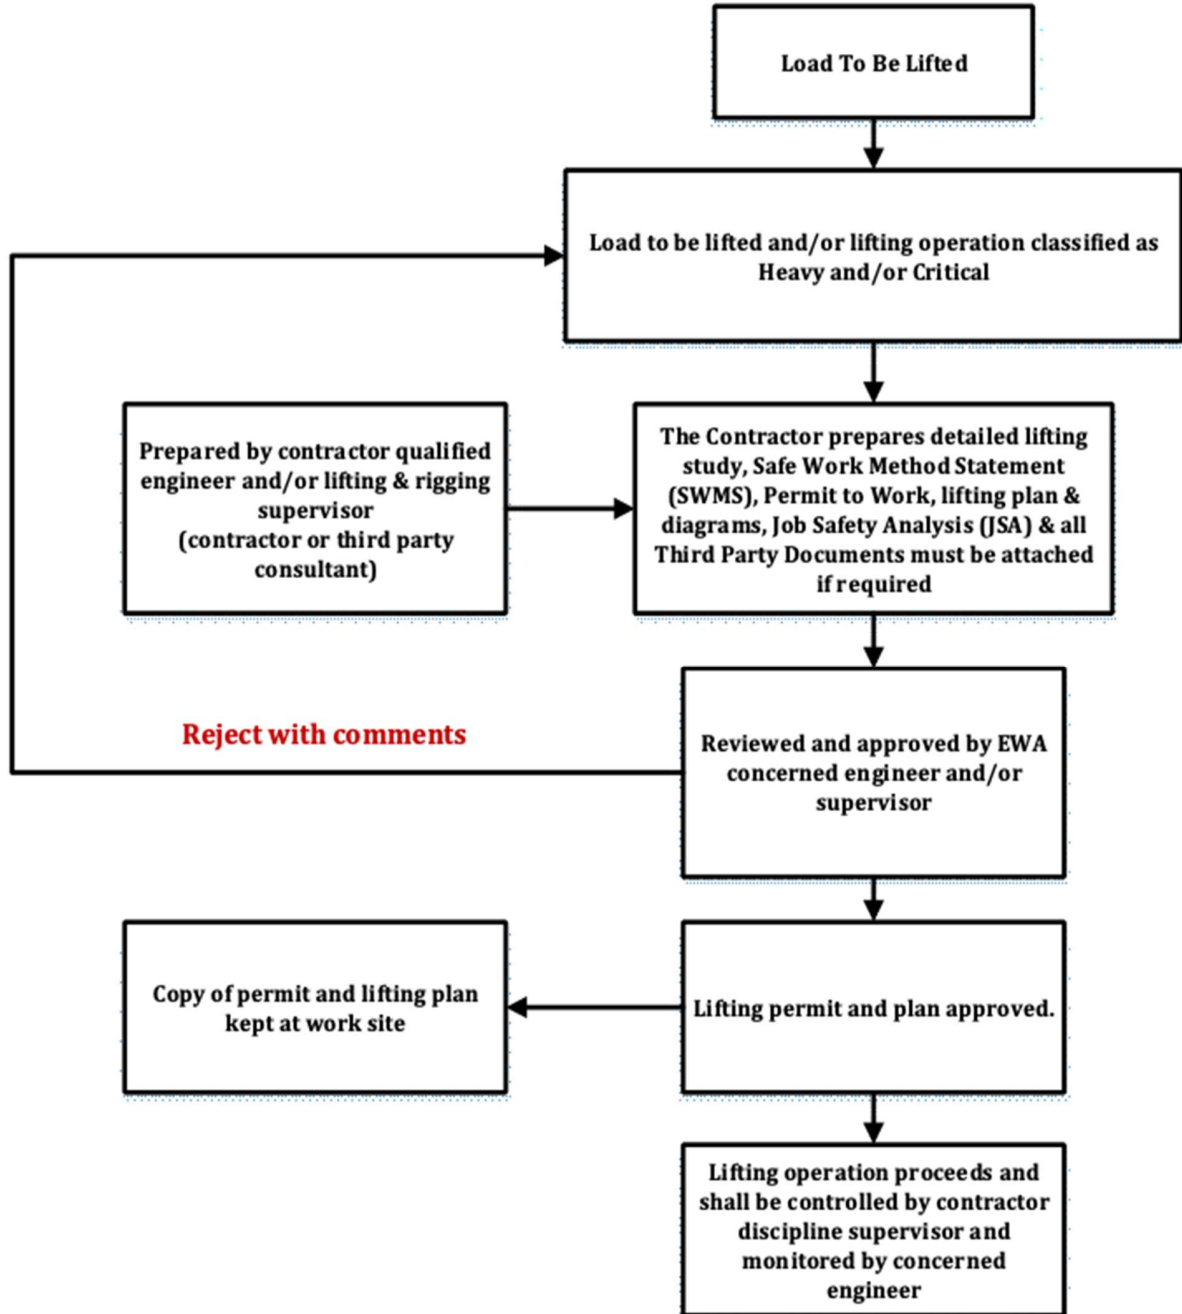 Load To Be Lifted
Load to be lifted and/or lifting operation classified as
Heavy and/or Critical
Prepared by contractor qualified
engineer and/or lifting & rigging
supervisor
(contractor or third party
consultant)
The Contractor prepares detailed lifting
study, Safe Work Method Statement
(SWMS), Permit to Work, lifting plan &
diagrams, Job Safety Analysis (JSA) & all
Third Party Documents must be attached
if required
Reject with comments
Reviewed and approved by EWA
concerned engineer and/or
supervisor
Copy of permit and lifting plan
kept at work site
Lifting permit and plan approved.
Lifting operation proceeds and
shall be controlled by contractor
discipline supervisor and
monitored by concerned
engineer